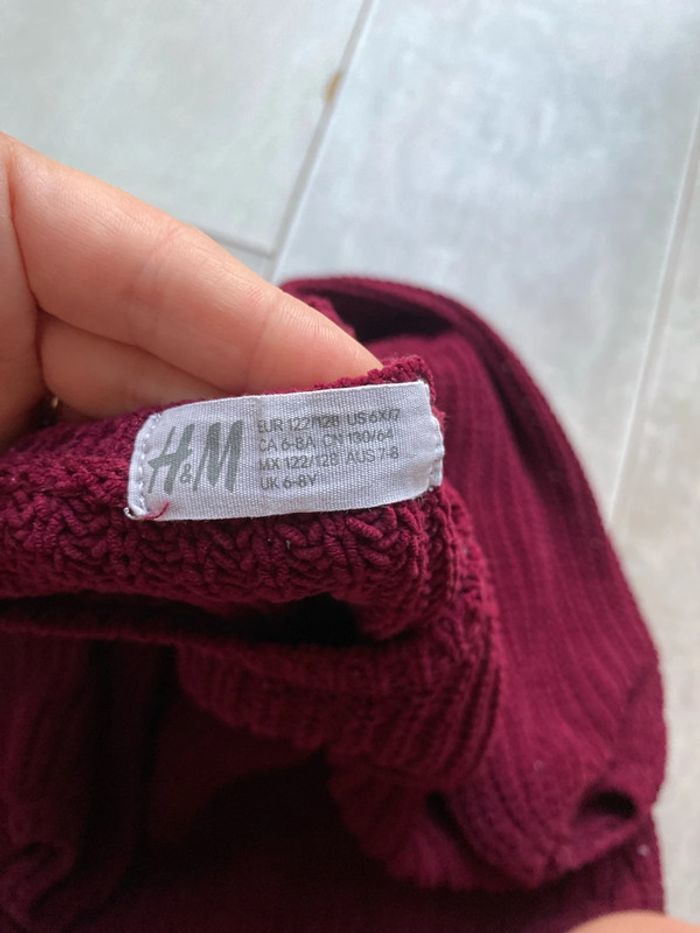 H&M
EUR 122/128 US 6X/7
CA 6-8A CN 130/64
MX 122/128 AUS 7-8
UK 6-8Y